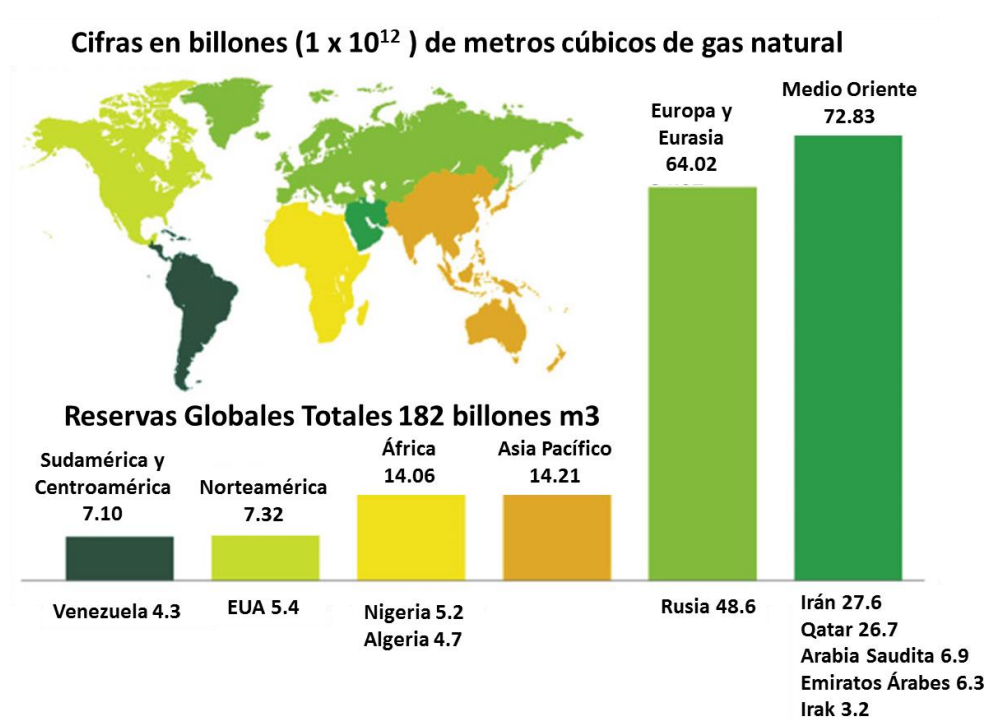 Cifras en billones (1 x 10¹² ) de metros cúbicos de gas natural
Medio Oriente
72.83
Europa y
Eurasia
64.02
Reservas Globales Totales 182 billones m3
Sudamérica y
Centroamérica
7.10
Norteamérica
7.32
África
14.06
Asia Pacífico
14.21
Venezuela 4.3
EUA 5.4
Nigeria 5.2
Algeria 4.7
Rusia 48.6
Irán 27.6
Qatar 26.7
Arabia Saudita 6.9
Emiratos Árabes 6.3
Irak 3.2